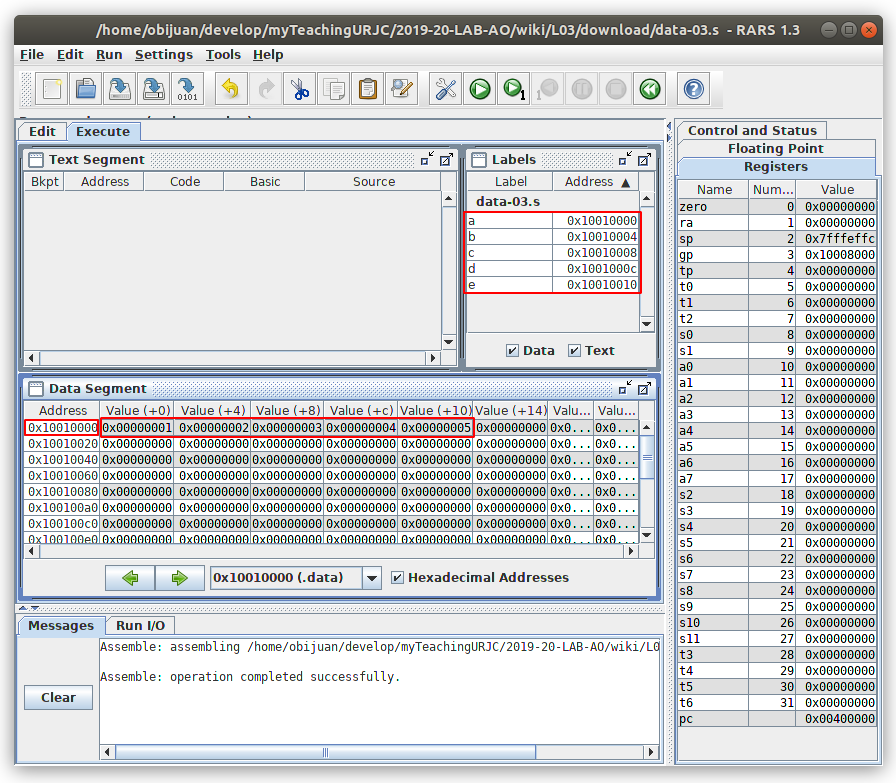 /home/obijuan/develop/myTeachingURJC/2019-20-LAB-AO/wiki/L03/download/data-03.s - RARS 1.3
File Edit Run Settings Tools Help
Edit Execute
Text Segment
Bkpt Address Code Basic Source
Labels
Label Address ▲
data-03.s
a 0x10010000
b 0x10010004
c 0x10010008
d 0x1001000c
e 0x10010010
Data Text
Data Segment
Address Value (+0) Value (+4) Value (+8) Value (+c) Value (+10) Value (+14) Valu... Valu...
0x10010000 0x00000001 0x00000002 0x00000003 0x00000004 0x00000005 0x00000000 0x0... 0x0...
0x10010020 0x00000000 0x00000000 0x00000000 0x00000000 0x00000000 0x00000000 0x0... 0x0...
0x10010040 0x00000000 0x00000000 0x00000000 0x00000000 0x00000000 0x00000000 0x0... 0x0...
0x10010060 0x00000000 0x00000000 0x00000000 0x00000000 0x00000000 0x00000000 0x0... 0x0...
0x10010080 0x00000000 0x00000000 0x00000000 0x00000000 0x00000000 0x00000000 0x0... 0x0...
0x100100a0 0x00000000 0x00000000 0x00000000 0x00000000 0x00000000 0x00000000 0x0... 0x0...
0x100100c0 0x00000000 0x00000000 0x00000000 0x00000000 0x00000000 0x00000000 0x0... 0x0...
0x100100e0 0x00000000 0x00000000 0x00000000 0x00000000 0x00000000 0x00000000 0x0... 0x0...
0x10010000 (.data) Hexadecimal Addresses
Messages Run I/O
Assemble: assembling /home/obijuan/develop/myTeachingURJC/2019-20-LAB-AO/wiki/L0
Assemble: operation completed successfully.
Clear
Control and Status
Floating Point
Registers
Name Num... Value
zero 0 0x00000000
ra 1 0x00000000
sp 2 0x7fffeffc
gp 3 0x10008000
tp 4 0x00000000
t0 5 0x00000000
t1 6 0x00000000
t2 7 0x00000000
s0 8 0x00000000
s1 9 0x00000000
a0 10 0x00000000
a1 11 0x00000000
a2 12 0x00000000
a3 13 0x00000000
a4 14 0x00000000
a5 15 0x00000000
a6 16 0x00000000
a7 17 0x00000000
s2 18 0x00000000
s3 19 0x00000000
s4 20 0x00000000
s5 21 0x00000000
s6 22 0x00000000
s7 23 0x00000000
s8 24 0x00000000
s9 25 0x00000000
s10 26 0x00000000
s11 27 0x00000000
t3 28 0x00000000
t4 29 0x00000000
t5 30 0x00000000
t6 31 0x00000000
pc 0x00400000